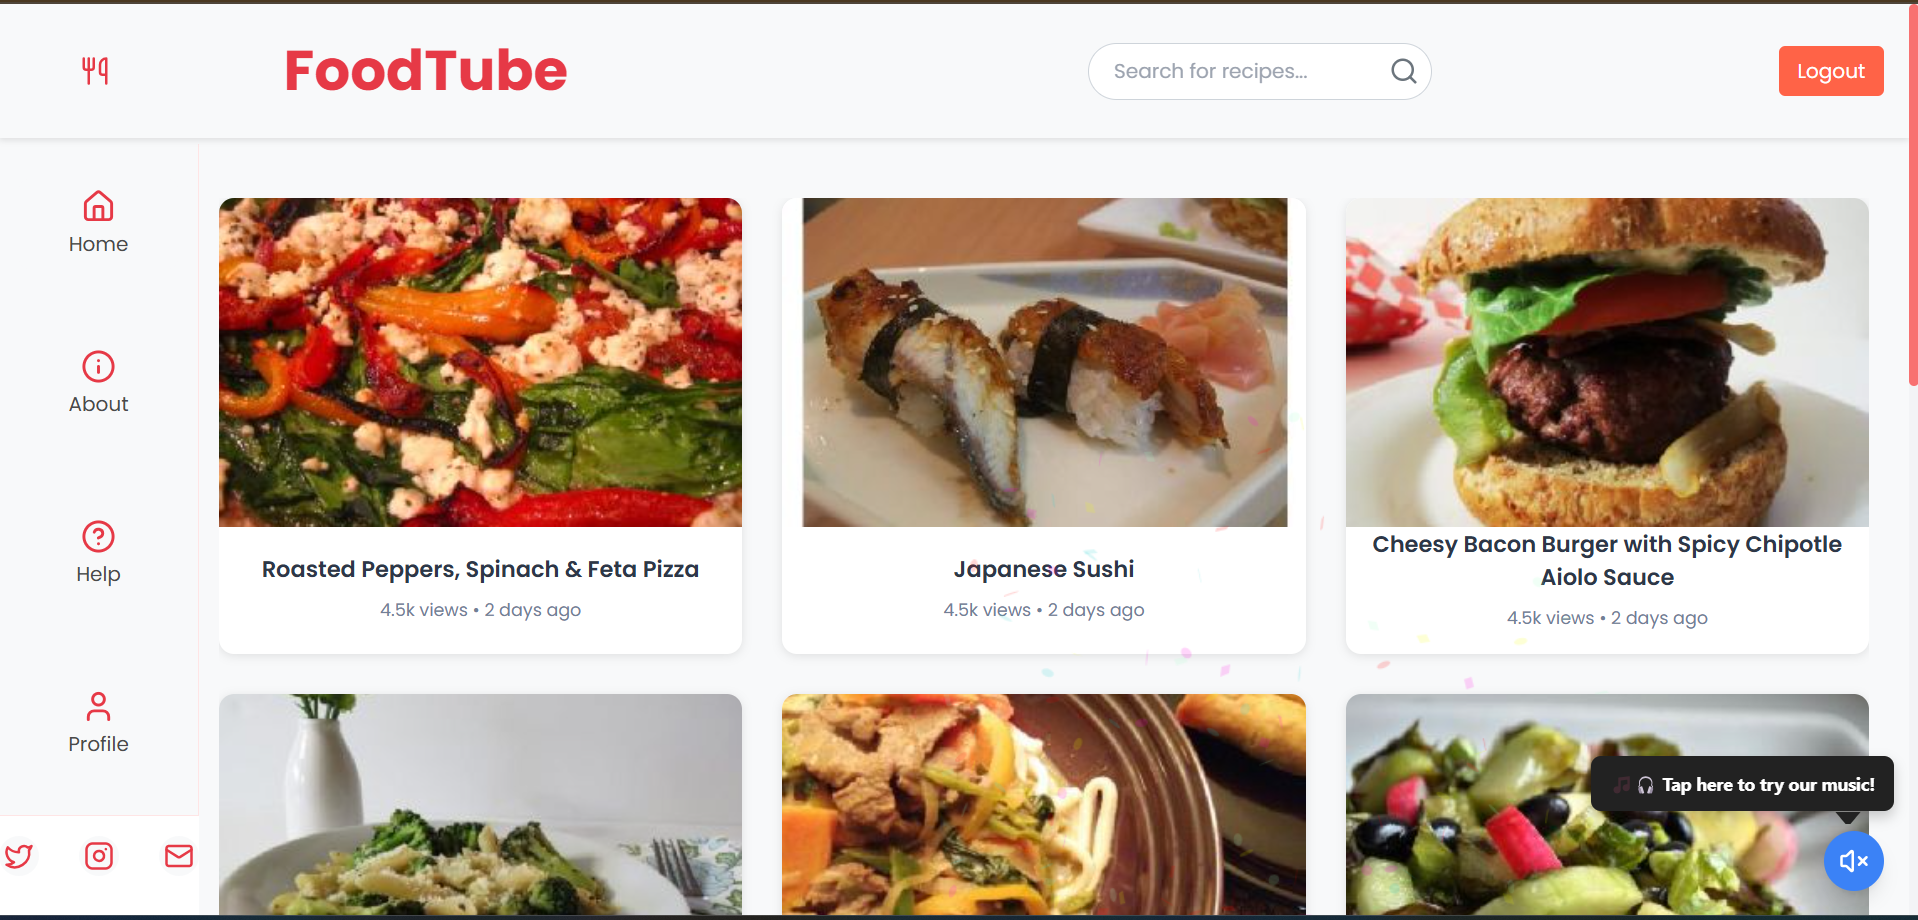 FoodTube
Search for recipes...
Logout
Home
About
Help
Profile
Roasted Peppers, Spinach & Feta Pizza
4.5k views • 2 days ago
Japanese Sushi
4.5k views • 2 days ago
Cheesy Bacon Burger with Spicy Chipotle
Aiolo Sauce
4.5k views • 2 days ago
🎵 🎧 Tap here to try our music!